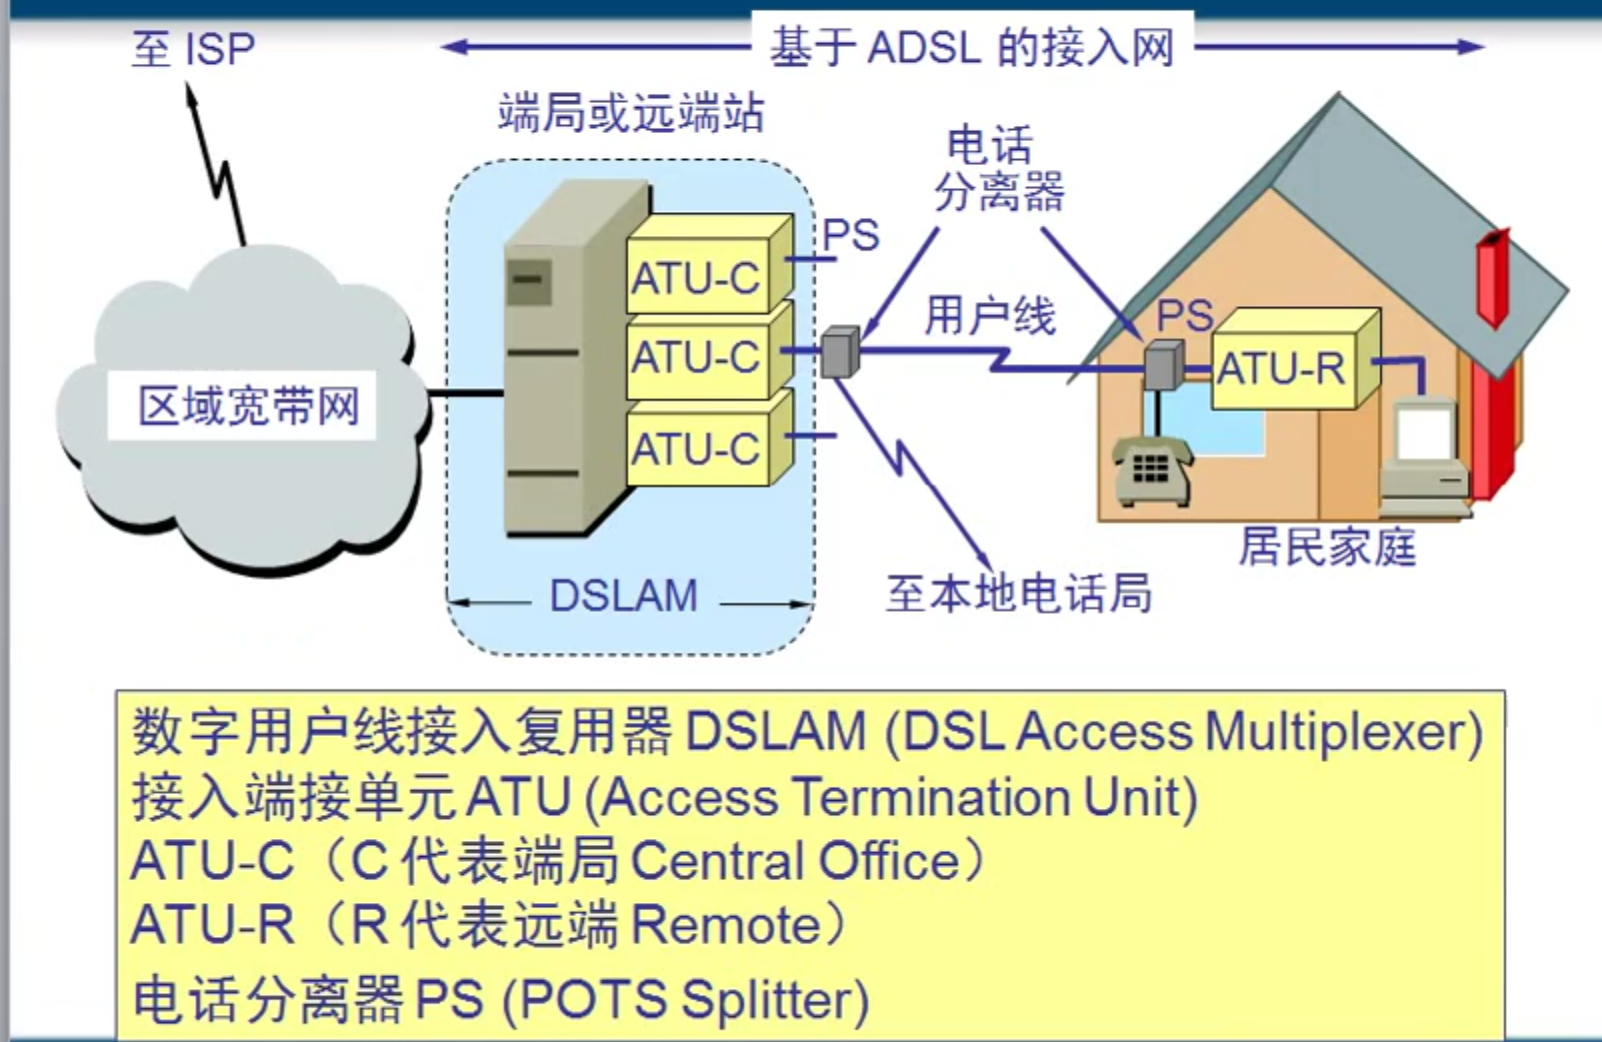 至 ISP
基于 ADSL 的接入网
端局或远端站
电话
分离器
PS
ATU-C
用户线
PS
ATU-C
ATU-R
区域宽带网
ATU-C
居民家庭
DSLAM
至本地电话局
数字用户线接入复用器 DSLAM (DSL Access Multiplexer)
接入端接单元 ATU (Access Termination Unit)
ATU-C（C 代表端局 Central Office）
ATU-R（R 代表远端 Remote）
电话分离器 PS (POTS Splitter)